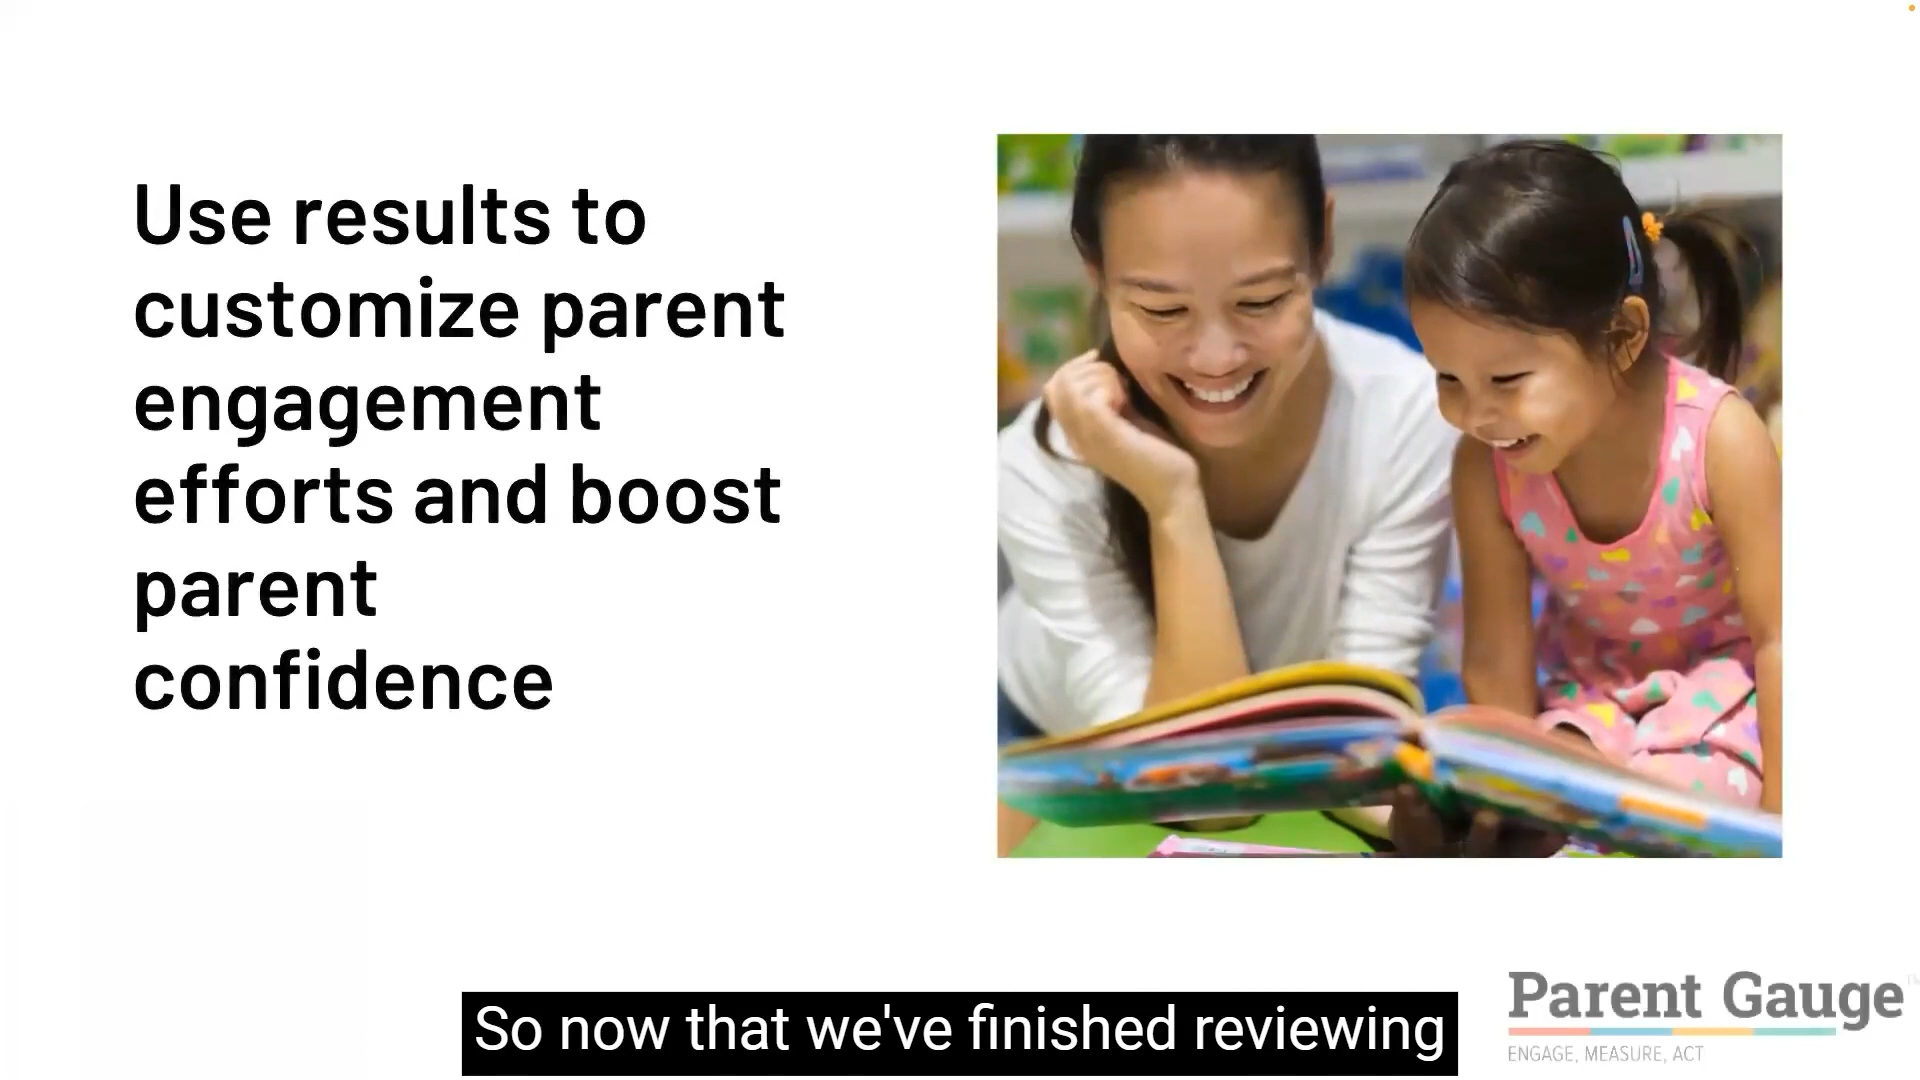 Use results to
customize parent
engagement
efforts and boost
parent
confidence
So now that we've finished reviewing
Parent Gauge
ENGAGE, MEASURE, ACT